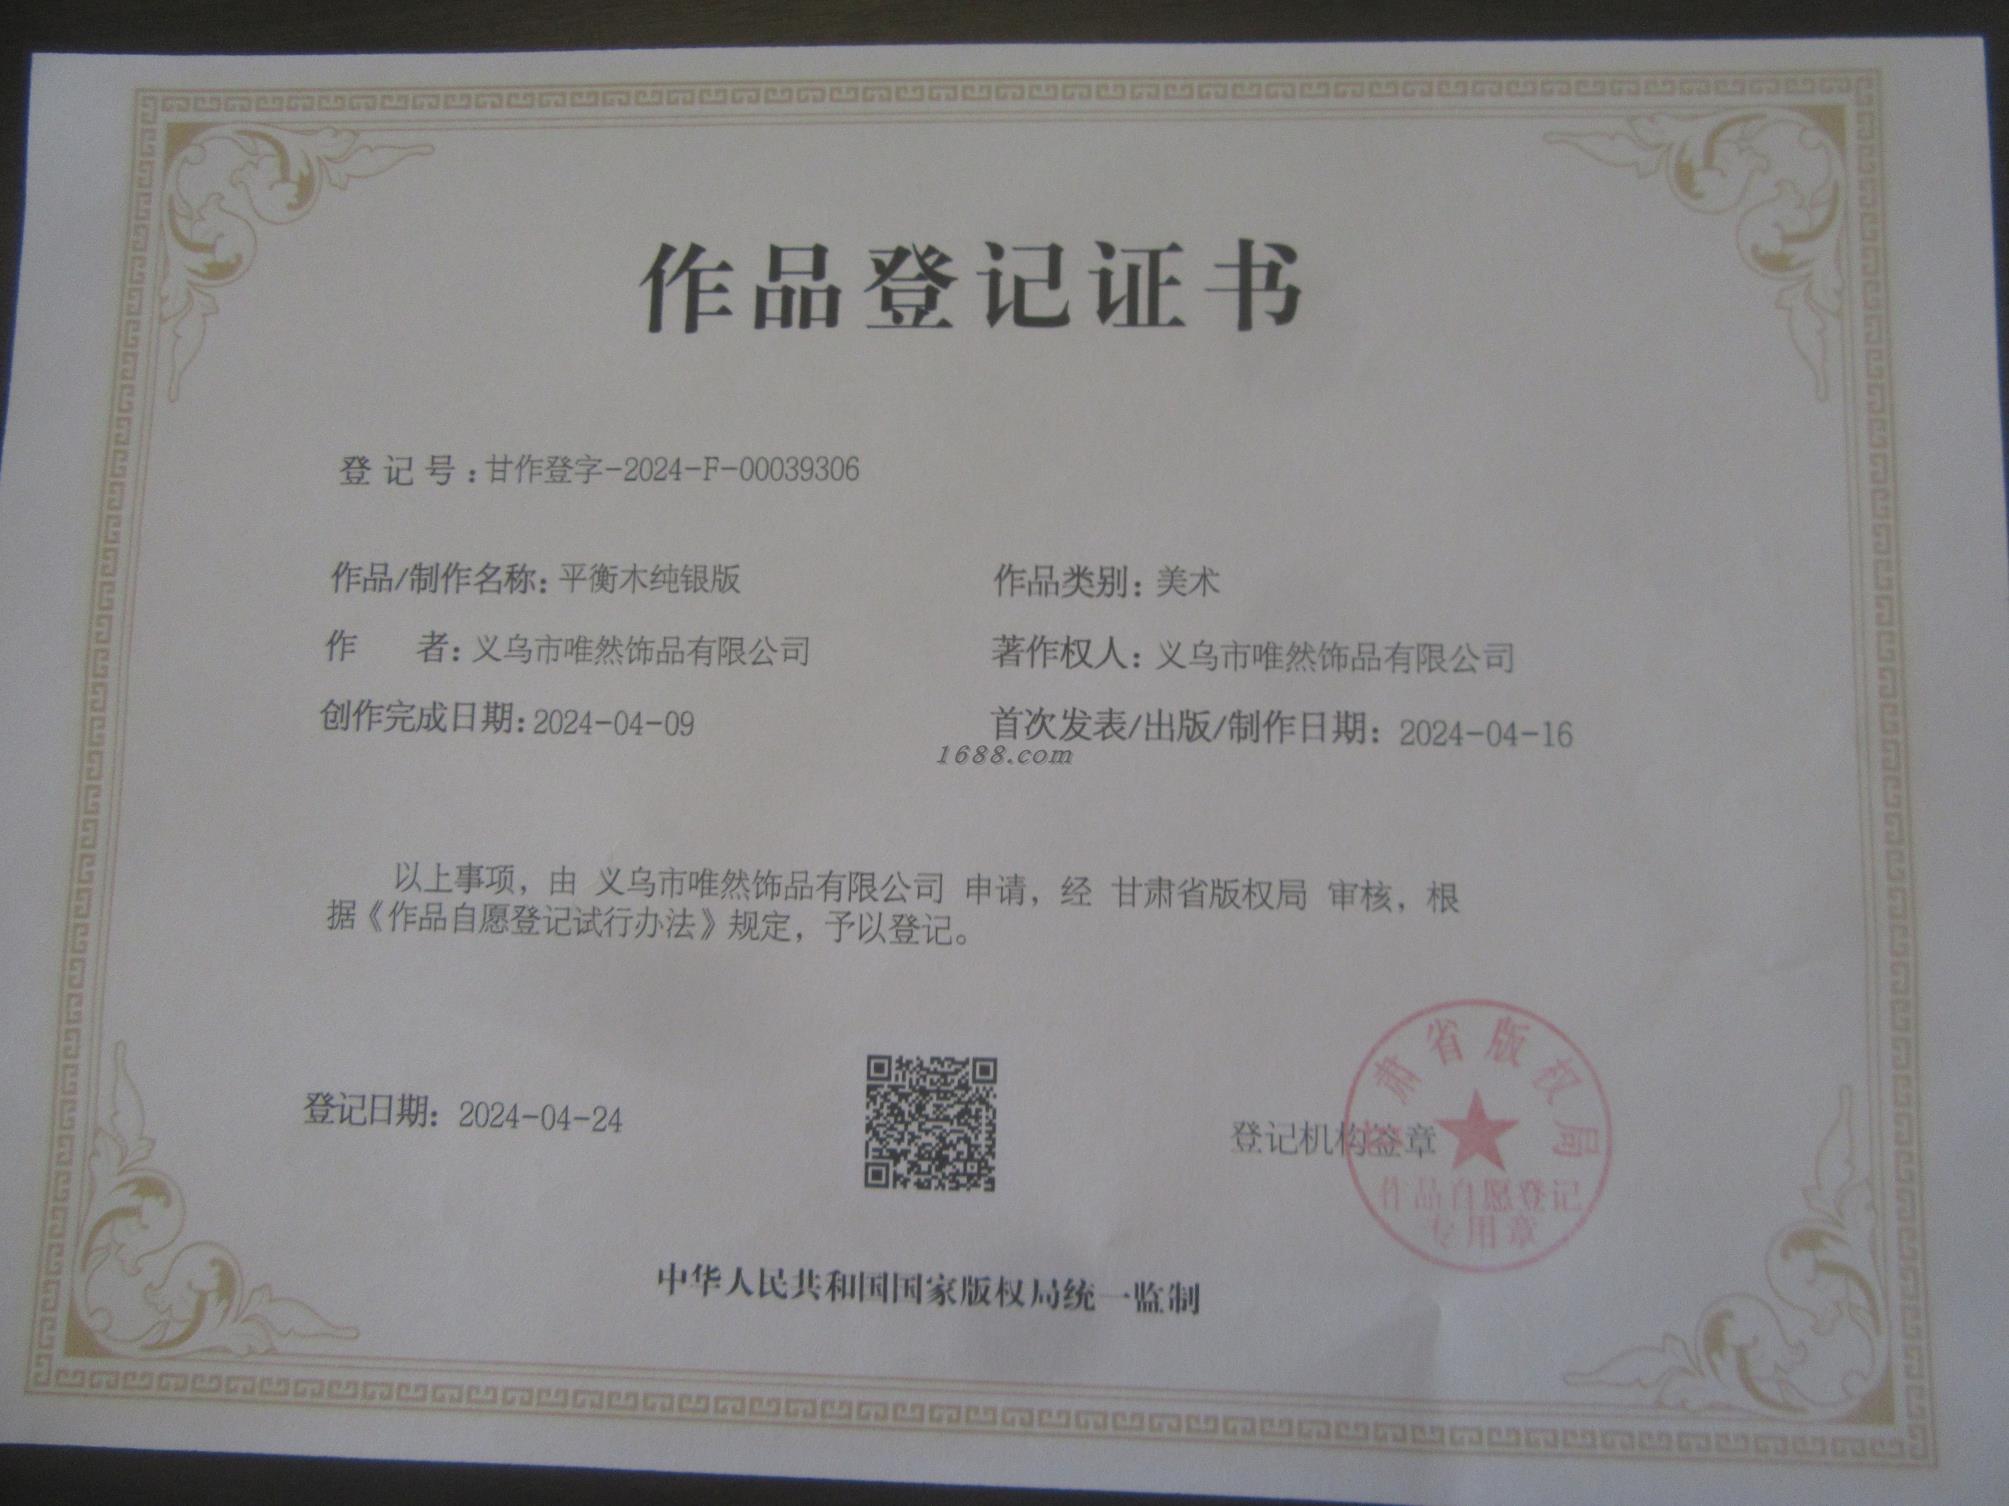 作品登记证书
登 记 号:甘作登字-2024-F-00039306
作品/制作名称:平衡木纯银版
作品类别:美术
作 者:义乌市唯然饰品有限公司
著作权人:义乌市唯然饰品有限公司
创作完成日期:2024-04-09
首次发表/出版/制作日期:2024-04-16
1688.com
以上事项，由 义乌市唯然饰品有限公司 申请，经 甘肃省版权局 审核，根
据《作品自愿登记试行办法》规定，予以登记。
登记日期:2024-04-24
登记机构签章
肃省版权局
作品自愿登记
专用章
中华人民共和国国家版权局统一监制